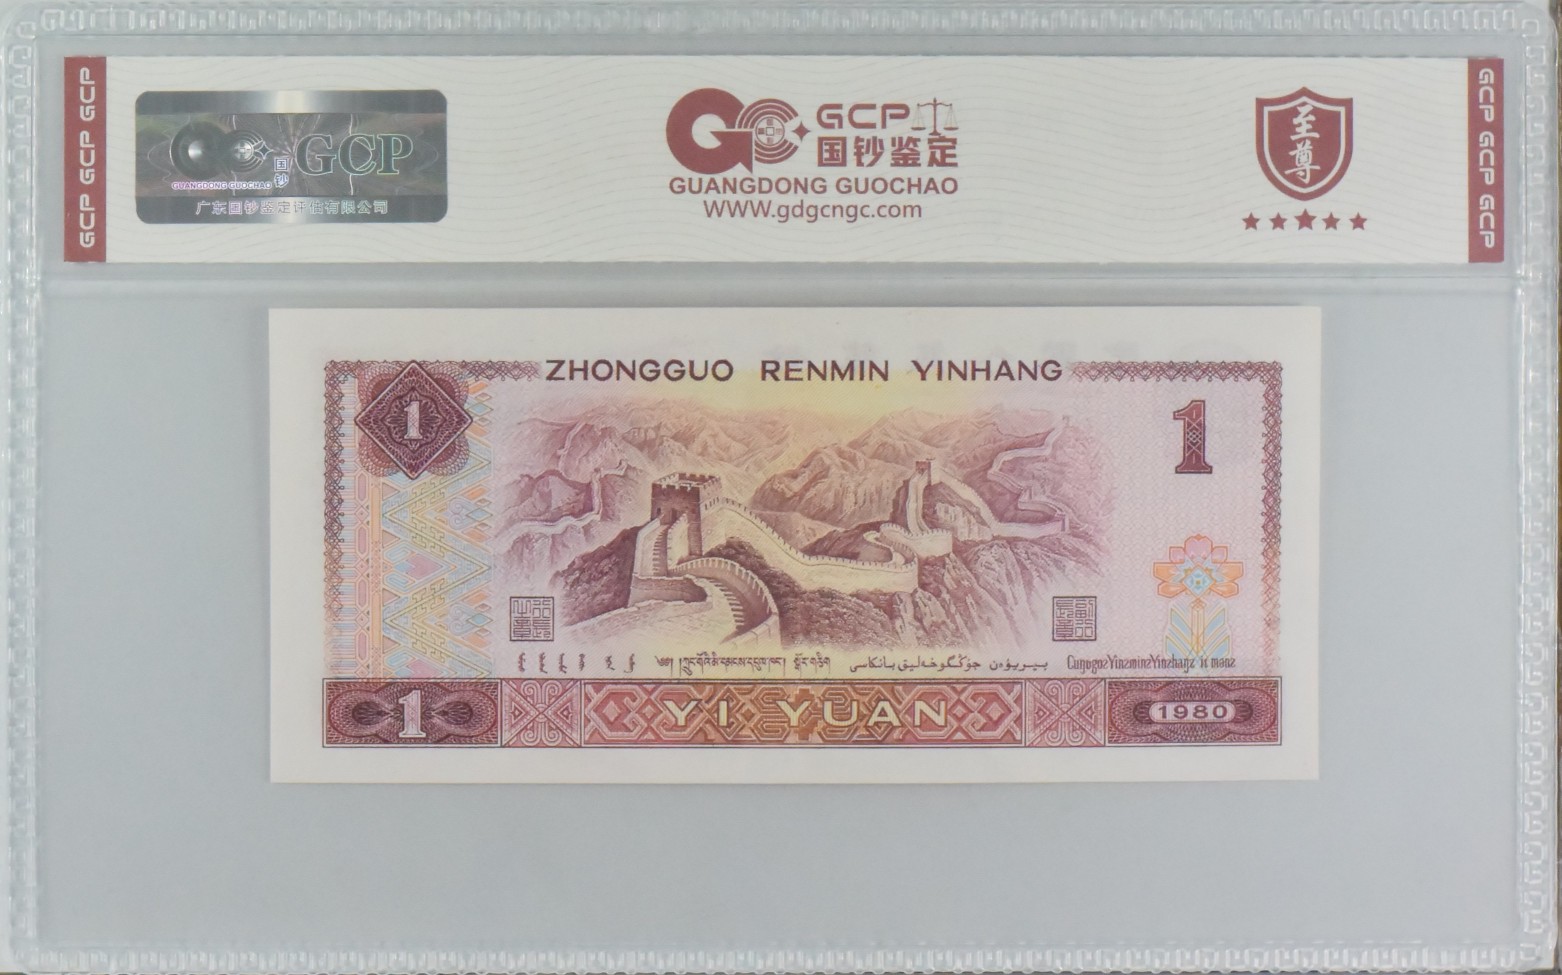 GCP GCP GCP
国钞 GCP
GUANGDONG GUOCHAO
广东国钞鉴定评估有限公司
GCP
国钞鉴定
GUANGDONG GUOCHAO
WWW.gdgcngc.com
至尊
GCP GCP GCP
ZHONGGUO RENMIN YINHANG
1
1
YI YUAN
1
1980